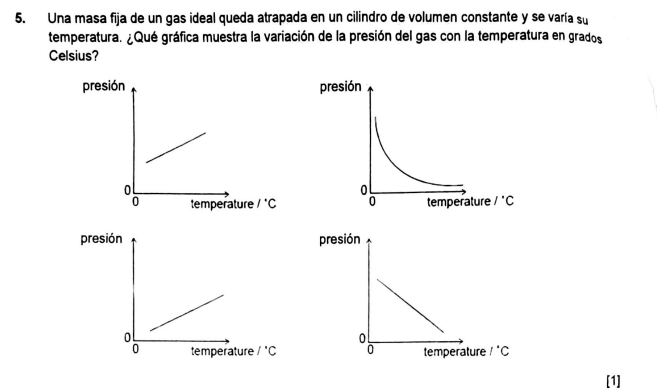 5. Una masa fija de un gas ideal queda atrapada en un cilindro de volumen constante y se varía su
temperatura. ¿Qué gráfica muestra la variación de la presión del gas con la temperatura en grados
Celsius?
presión
0
0
temperature / °C
presión
0
0
temperature / °C
presión
0
0
temperature / °C
presión
0
0
temperature / °C
[1]